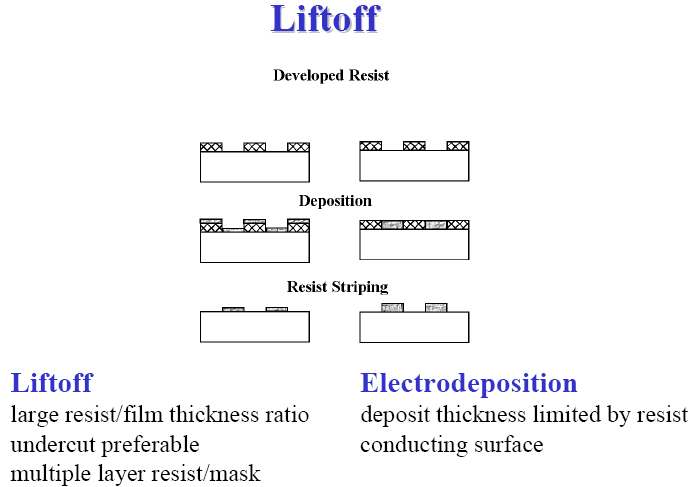 Liftoff
Developed Resist
Deposition
Resist Striping
Liftoff
large resist/film thickness ratio
undercut preferable
multiple layer resist/mask
Electrodeposition
deposit thickness limited by resist
conducting surface